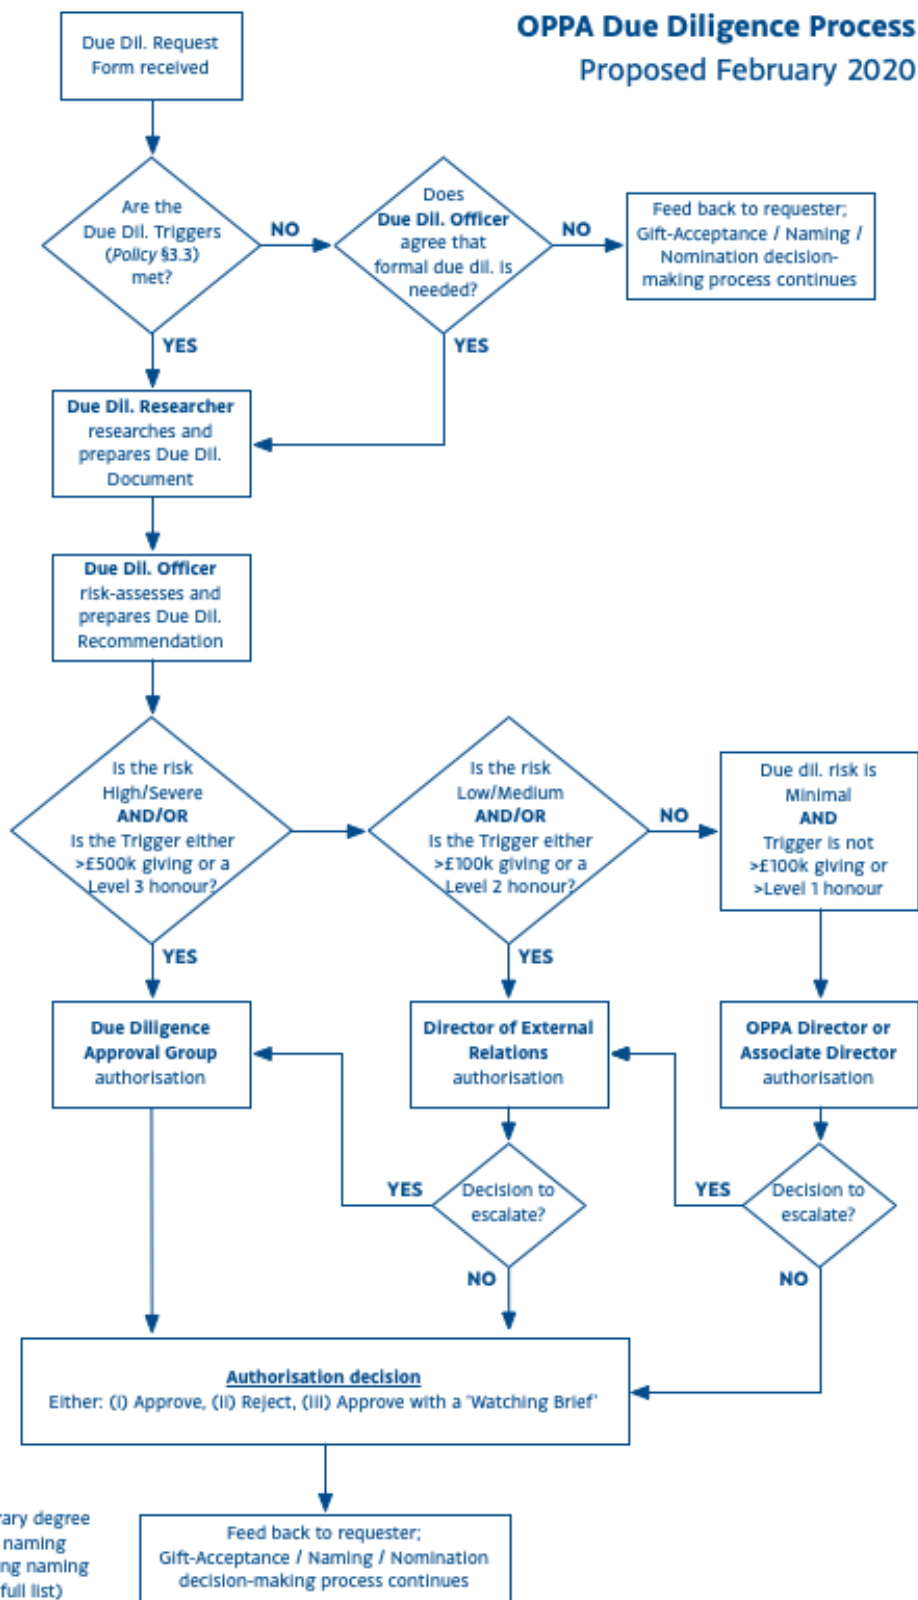 OPPA Due Diligence Process
Proposed February 2020
Due Dil. Request
Form received
Are the
Due Dil. Triggers
(Policy §3.3)
met?
NO
YES
Does
Due Dil. Officer
agree that
formal due dil. is
needed?
NO
YES
Feed back to requester;
Gift-Acceptance / Naming /
Nomination decision-
making process continues
Due Dil. Researcher
researches and
prepares Due Dil.
Document
Due Dil. Officer
risk-assesses and
prepares Due Dil.
Recommendation
Is the risk
High/Severe
AND/OR
Is the Trigger either
>£500k giving or a
Level 3 honour?
YES
Is the risk
Low/Medium
AND/OR
Is the Trigger either
>£100k giving or a
Level 2 honour?
NO
YES
Due dil. risk is
Minimal
AND
Trigger is not
>£100k giving or
>Level 1 honour
Due Diligence
Approval Group
authorisation
Director of External
Relations
authorisation
OPPA Director or
Associate Director
authorisation
YES
Decision to
escalate?
NO
YES
Decision to
escalate?
NO
Authorisation decision
Either: (i) Approve, (ii) Reject, (iii) Approve with a 'Watching Brief'
degree
naming
naming
full list)
Feed back to requester;
Gift-Acceptance / Naming / Nomination
decision-making process continues